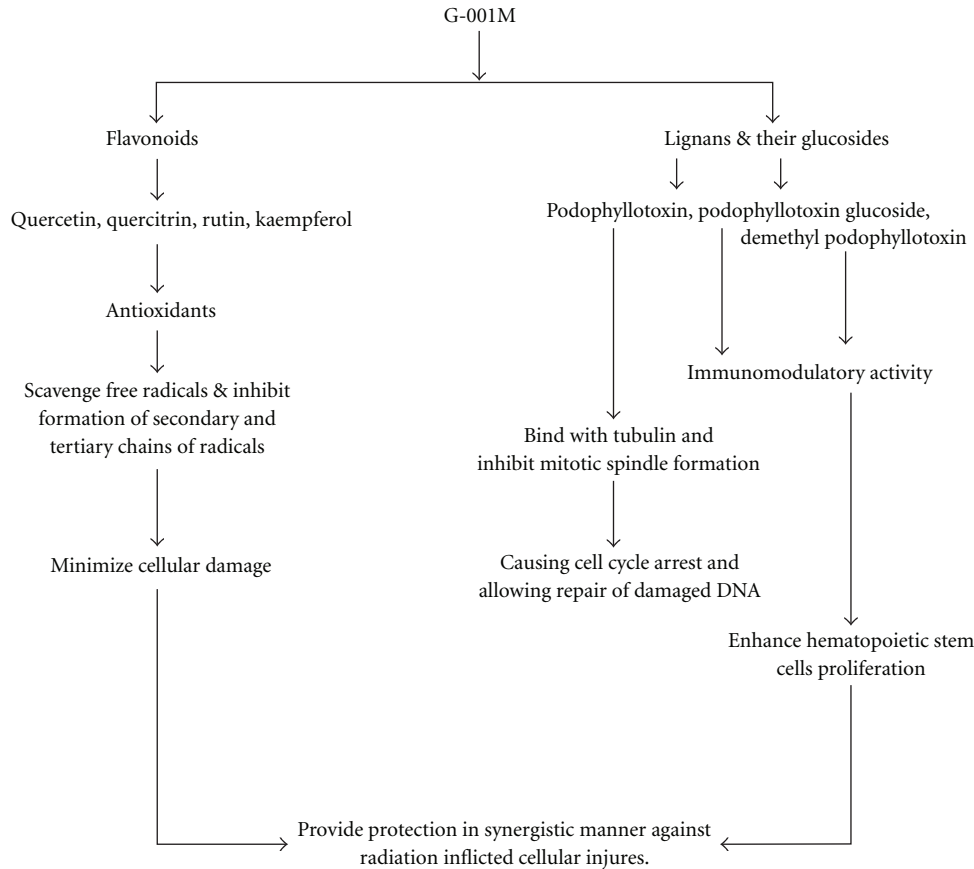 G-001M
Flavonoids
Quercetin, quercitrin, rutin, kaempferol
Antioxidants
Scavenge free radicals & inhibit
formation of secondary and
tertiary chains of radicals
Minimize cellular damage
Lignans & their glucosides
Podophyllotoxin, podophyllotoxin glucoside,
demethyl podophyllotoxin
Immunomodulatory activity
Bind with tubulin and
inhibit mitotic spindle formation
Causing cell cycle arrest and
allowing repair of damaged DNA
Enhance hematopoietic stem
cells proliferation
Provide protection in synergistic manner against
radiation inflicted cellular injures.